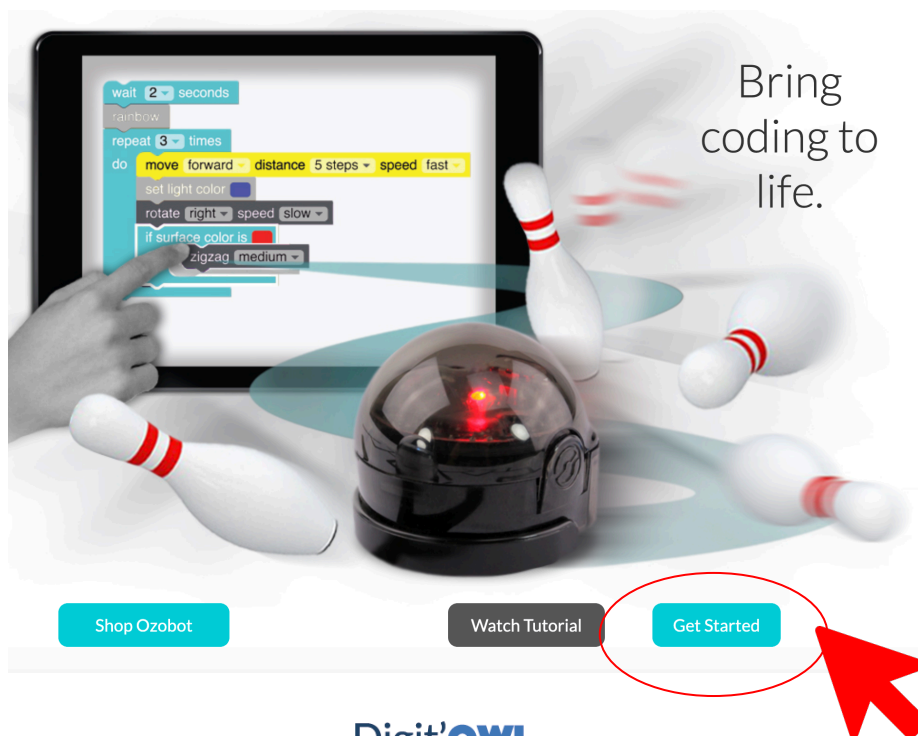 wait 2 seconds
rainbow
repeat 3 times
do move forward distance 5 steps speed fast
set light color
rotate right speed slow
if surface color is
zigzag medium
Bring
coding to
life.
Shop Ozobot
Watch Tutorial
Get Started
Digit'OWL